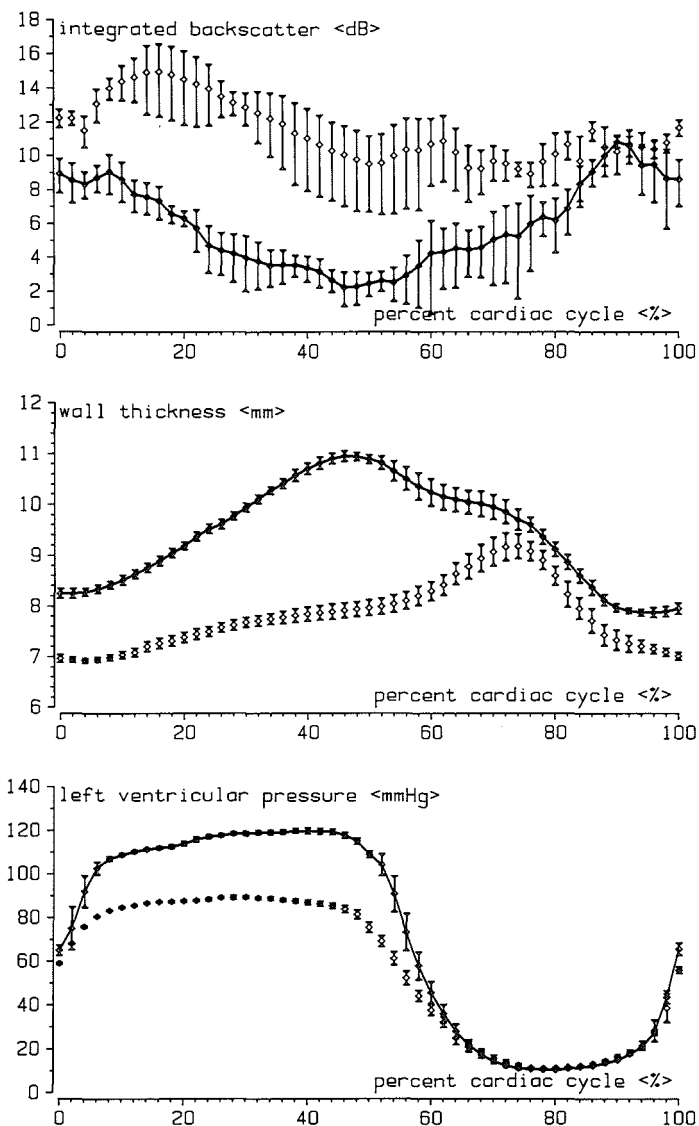 18
integrated backscatter <dB>
16
14
12
10
8
6
4
2
percent cardiac cycle <%>
0
0 20 40 60 80 100
12
wall thickness <mm>
11
10
9
8
7
percent cardiac cycle <%>
6
0 20 40 60 80 100
140
left ventricular pressure <mmHg>
120
100
80
60
40
20
percent cardiac cycle <%>
0
0 20 40 60 80 100